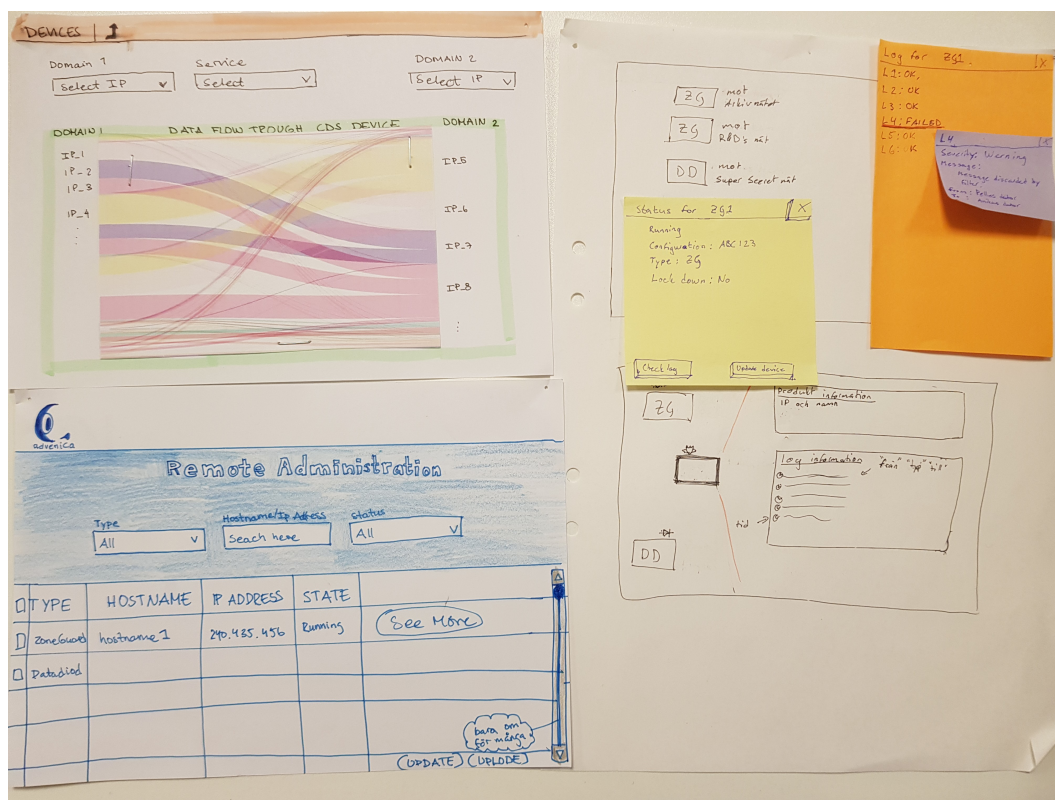 DEVICES
Domain 1
Select IP
Service
Select
DOMAIN 2
Select IP
DOMAIN 1
DATA FLOW TROUGH CDS DEVICE
DOMAIN 2
IP_1
IP_2
IP_3
IP_4
IP_5
IP_6
IP_7
IP_8
advenica
Remote Administration
Type
All
Hostname/Ip Adress
Seach here
Status
All
TYPE HOSTNAME IP ADDRESS STATE
ZoneGuard hostname1 240.435.456 Running See More
Datadiod
bara om
för många
(UPDATE) (UPLODE)
ZG mot
Arkivnätet
ZG mot
R&D's nät
DD mot
Super Secret nät
Status for ZG1 X
Running
Configuration: ABC123
Type: ZG
Lock down: No
Check log
Update device
Log for ZG1. X
L1: OK,
L2: OK
L3: OK
L4: FAILED
L5: OK
L6: OK
L4
Severity: Warning
Message:
Message discarded by
Filter.
ZG
DD
Produkt information
IP och namn
Log information
"från" "typ" "till"
tid